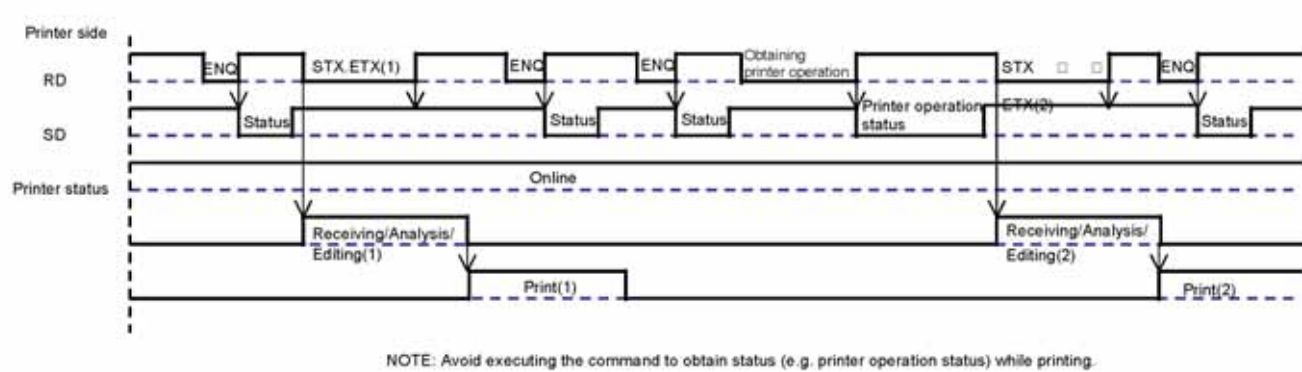 Printer side
RD
ENQ
STX.ETX(1)
ENQ
ENQ
Obtaining
printer operation
STX □ □
ENQ
SD
Status
Status
Status
Printer operation
status
ETX(2)
Status
Printer status
Online
Receiving/Analysis/
Editing(1)
Receiving/Analysis/
Editing(2)
Print(1)
Print(2)
NOTE: Avoid executing the command to obtain status (e.g. printer operation status) while printing.